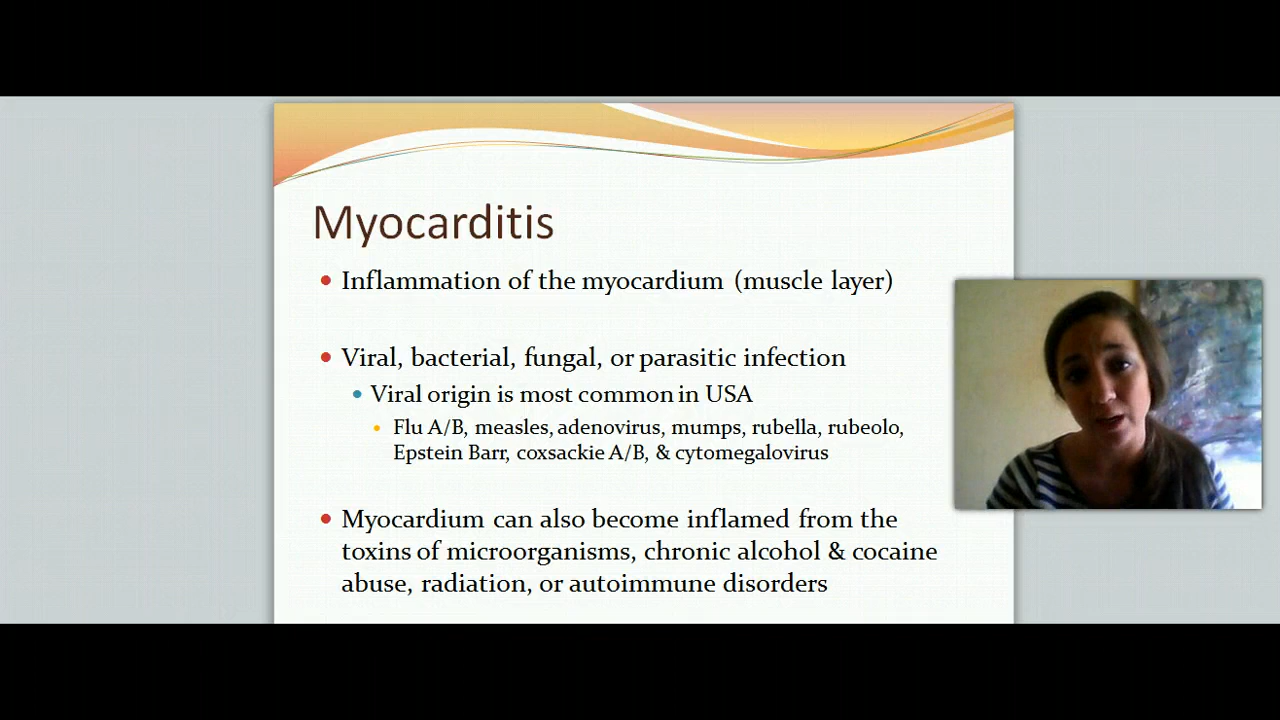 Myocarditis
Inflammation of the myocardium (muscle layer)
Viral, bacterial, fungal, or parasitic infection
Viral origin is most common in USA
Flu A/B, measles, adenovirus, mumps, rubella, rubeolo,
Epstein Barr, coxsackie A/B, & cytomegalovirus
Myocardium can also become inflamed from the
toxins of microorganisms, chronic alcohol & cocaine
abuse, radiation, or autoimmune disorders